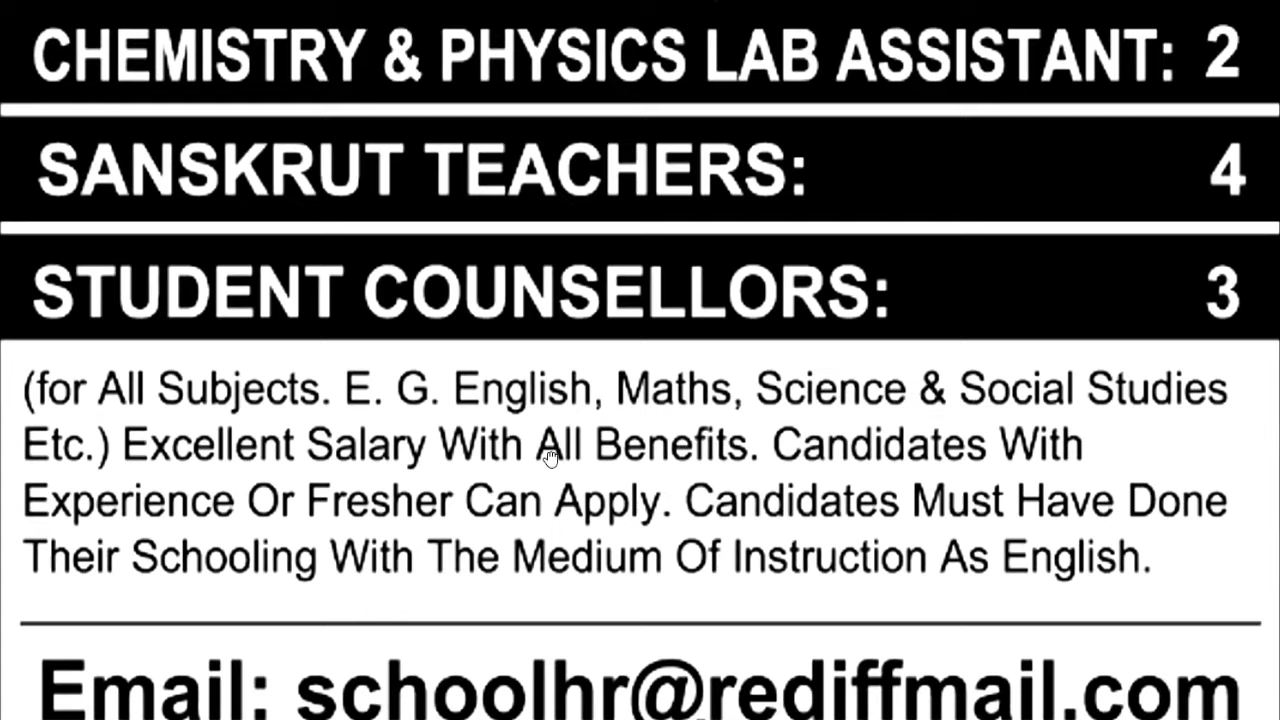 CHEMISTRY & PHYSICS LAB ASSISTANT: 2
SANSKRUT TEACHERS: 4
STUDENT COUNSELLORS: 3
(for All Subjects. E. G. English, Maths, Science & Social Studies
Etc.) Excellent Salary With All Benefits. Candidates With
Experience Or Fresher Can Apply. Candidates Must Have Done
Their Schooling With The Medium Of Instruction As English.
Email: schoolhr@rediffmail.com